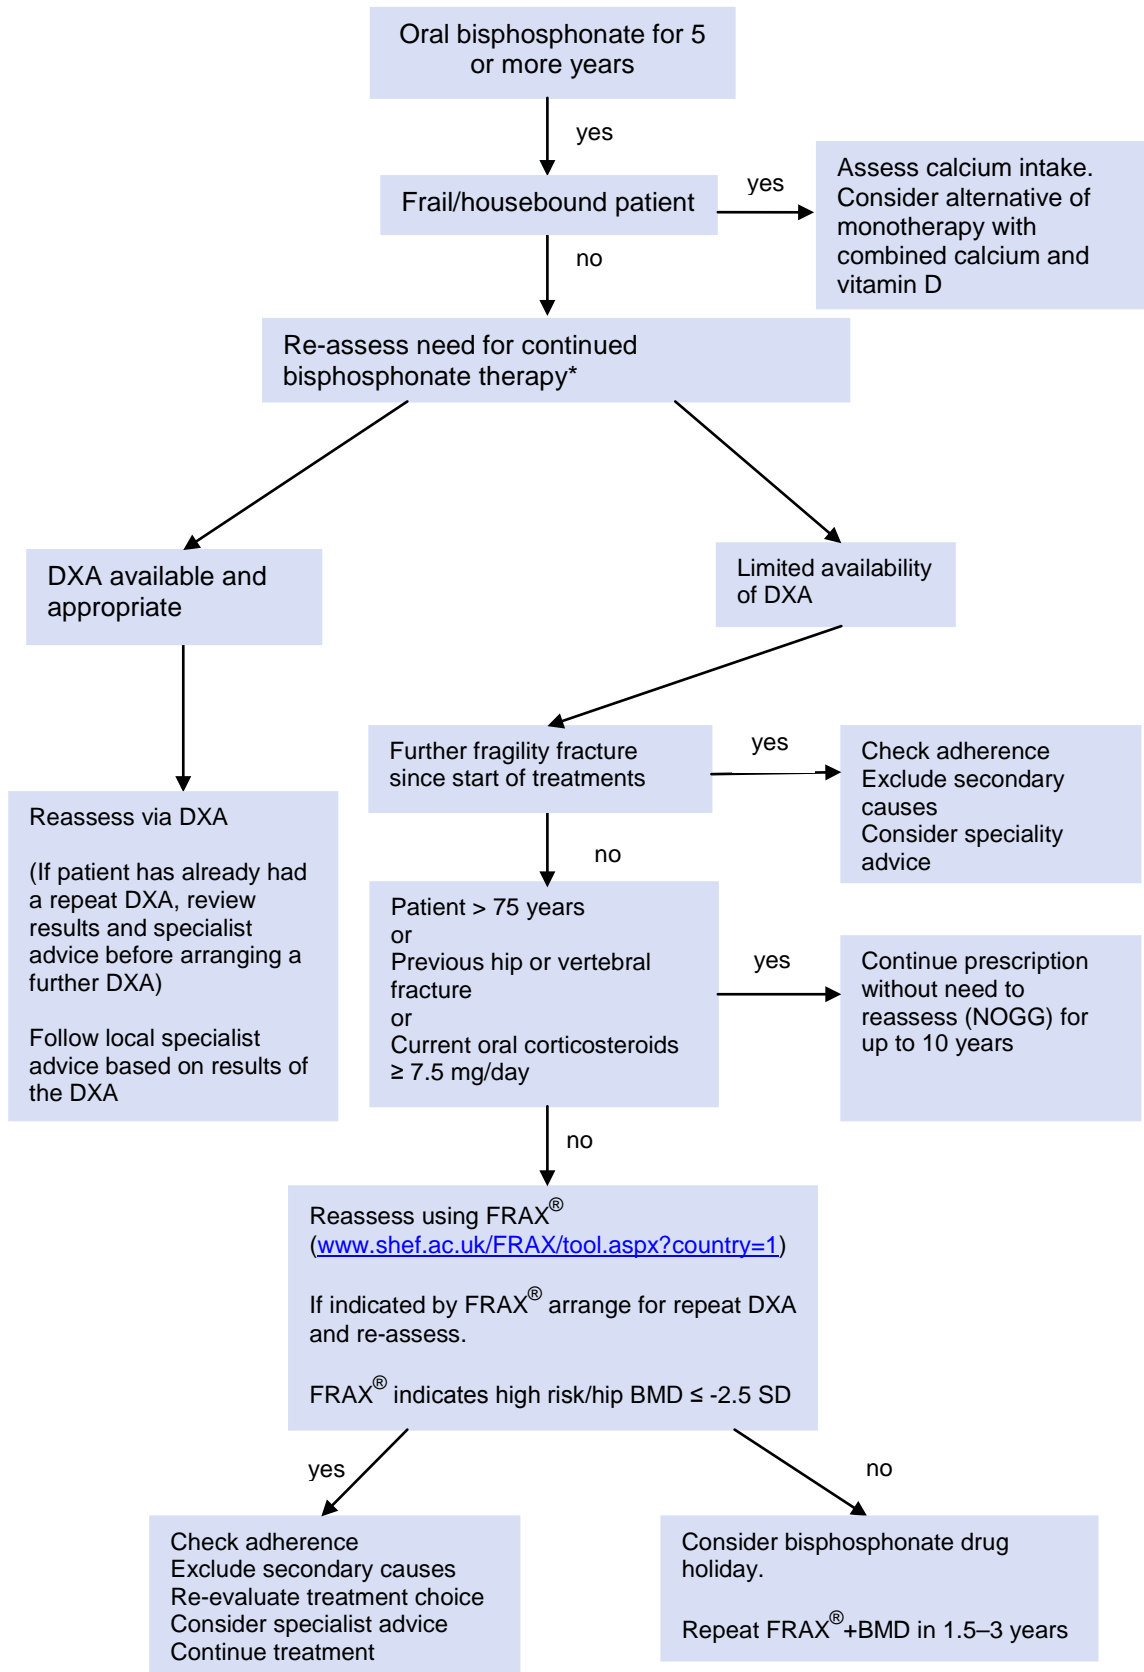 Oral bisphosphonate for 5
or more years
yes
Frail/housebound patient
yes
Assess calcium intake.
Consider alternative of
monotherapy with
combined calcium and
vitamin D
no
Re-assess need for continued
bisphosphonate therapy*
DXA available and
appropriate
Limited availability
of DXA
Reassess via DXA
(If patient has already had
a repeat DXA, review
results and specialist
advice before arranging a
further DXA)
Follow local specialist
advice based on results of
the DXA
Further fragility fracture
since start of treatments
yes
Check adherence
Exclude secondary
causes
Consider speciality
advice
no
Patient > 75 years
or
Previous hip or vertebral
fracture
or
Current oral corticosteroids
≥ 7.5 mg/day
yes
Continue prescription
without need to
reassess (NOGG) for
up to 10 years
no
Reassess using FRAX®
(www.shef.ac.uk/FRAX/tool.aspx?country=1)
If indicated by FRAX® arrange for repeat DXA
and re-assess.
FRAX® indicates high risk/hip BMD ≤ -2.5 SD
yes
no
Check adherence
Exclude secondary causes
Re-evaluate treatment choice
Consider specialist advice
Continue treatment
Consider bisphosphonate drug
holiday.
Repeat FRAX®+BMD in 1.5–3 years